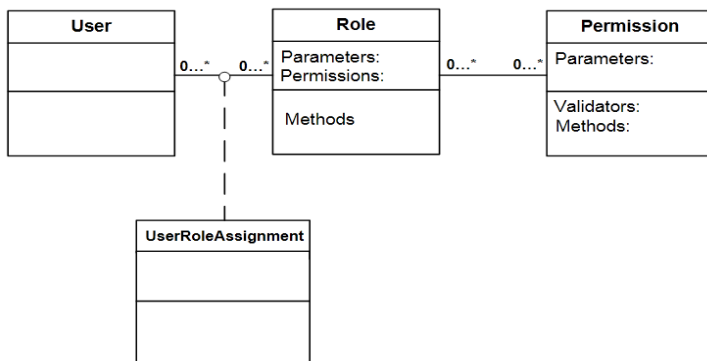 User
Role
Permission
Parameters:
Permissions:
Parameters:
0...*
0...*
0...*
0...*
Methods
Validators:
Methods:
UserRoleAssignment